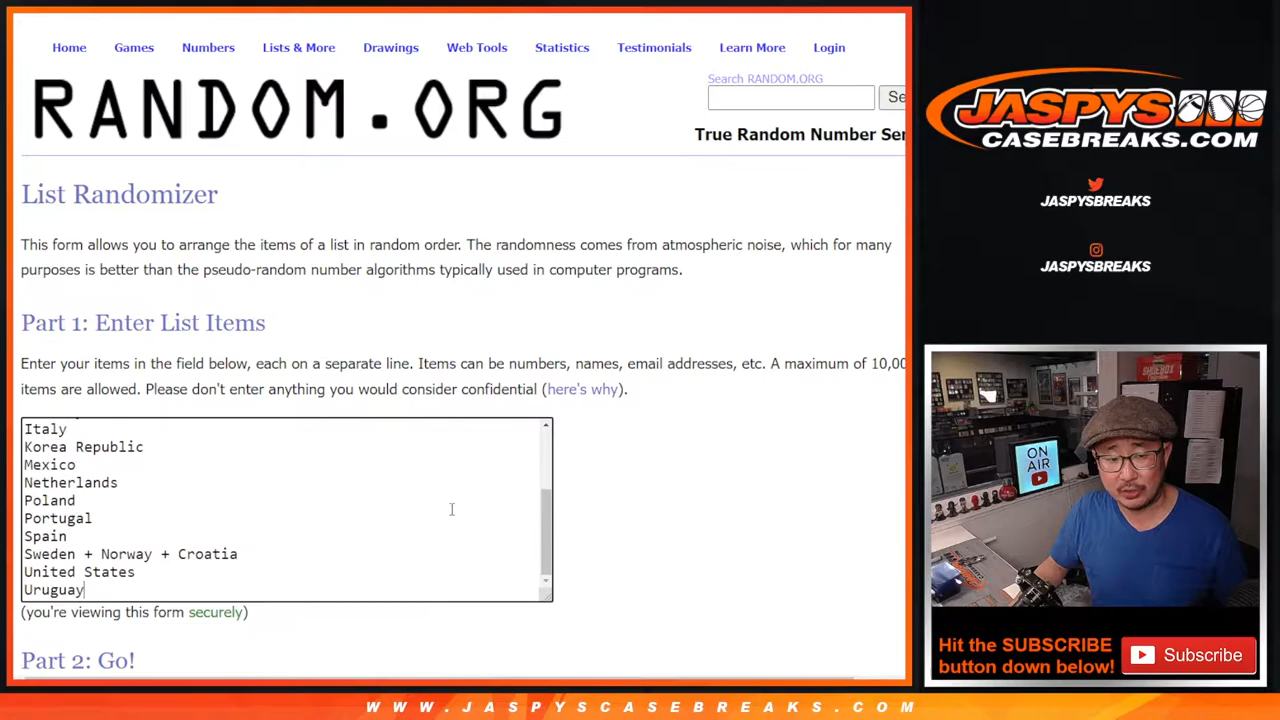 Home Games Numbers Lists & More Drawings Web Tools Statistics Testimonials Learn More Login
Search RANDOM.ORG
RANDOM.ORG
True Random Number
List Randomizer
This form allows you to arrange the items of a list in random order. The randomness comes from atmospheric noise, which for many
purposes is better than the pseudo-random number algorithms typically used in computer programs.
Part 1: Enter List Items
Enter your items in the field below, each on a separate line. Items can be numbers, names, email addresses, etc. A maximum of 10,00
items are allowed. Please don't enter anything you would consider confidential (here's why).
Italy
Korea Republic
Mexico
Netherlands
Poland
Portugal
Spain
Sweden + Norway + Croatia
United States
Uruguay
(you're viewing this form securely)
Part 2: Go!
JASPYS
CASEBREAKS.COM
JASPYSBREAKS
JASPYSBREAKS
ON
AIR
Hit the SUBSCRIBE
button down below!
Subscribe
WWW.JASPYSCASEBREAKS.COM